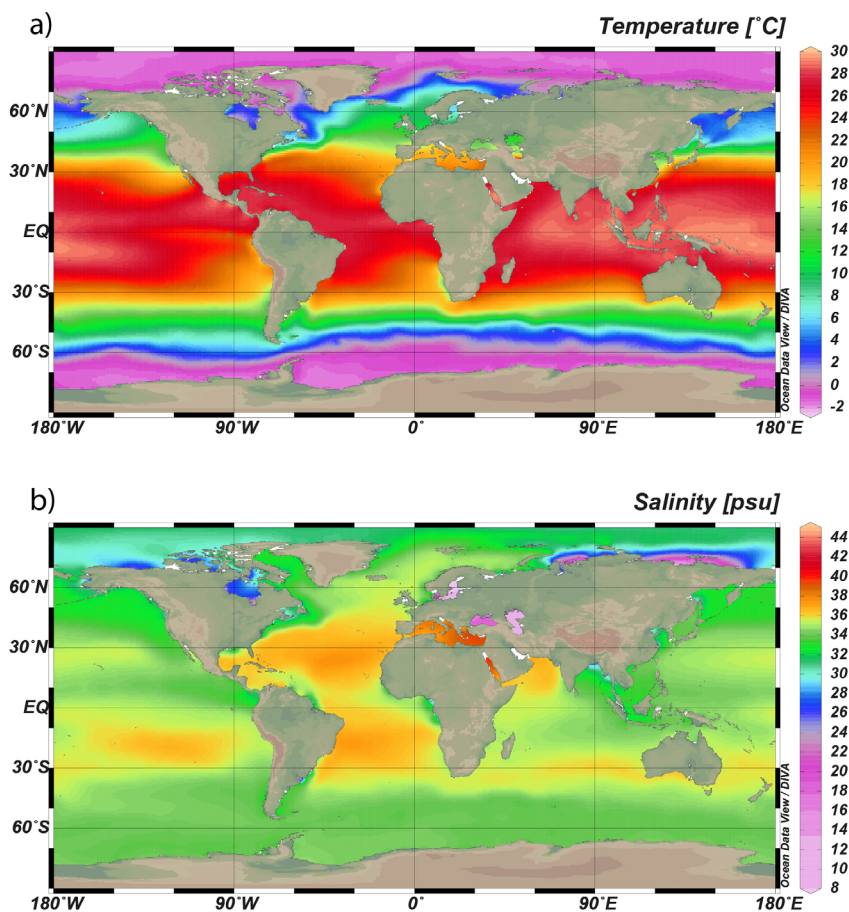 a)
Temperature [˚C]
60˚N
30˚N
EQ
30˚S
60˚S
180˚W
90˚W
0˚
90˚E
180˚E
Ocean Data View / DIVA
30
28
26
24
22
20
18
16
14
12
10
8
6
4
2
0
-2
b)
Salinity [psu]
60˚N
30˚N
EQ
30˚S
60˚S
180˚W
90˚W
0˚
90˚E
180˚E
Ocean Data View / DIVA
44
42
40
38
36
34
32
30
28
26
24
22
20
18
16
14
12
10
8